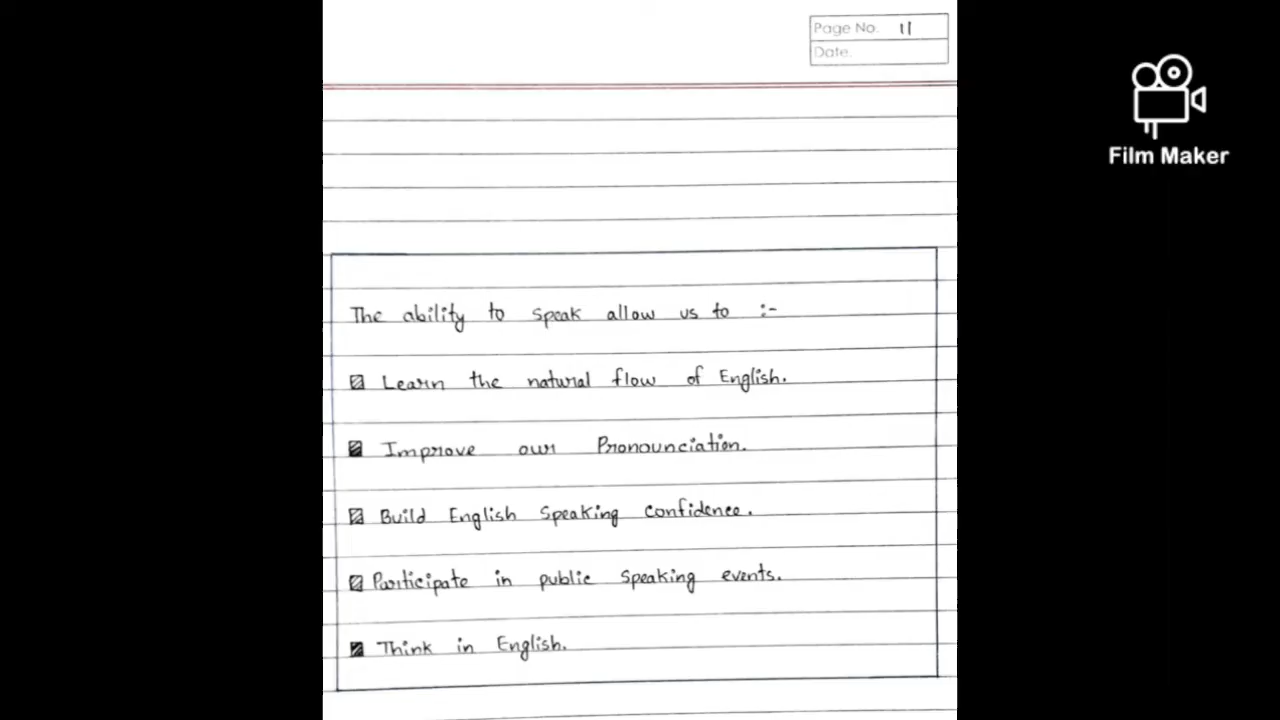 Page No. 11
Date.
Film Maker
The ability to speak allow us to :-
Learn the natural flow of English.
Improve our Pronounciation.
Build English speaking confidence.
Participate in public speaking events.
Think in English.